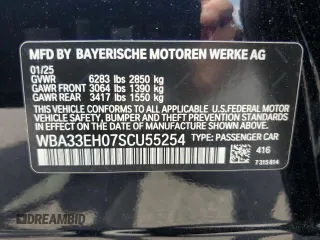 MFD BY BAYERISCHE MOTOREN WERKE AG
01/25
GVWR 6283 lbs 2850 kg
GAWR FRONT 3064 lbs 1390 kg
GAWR REAR 3417 lbs 1550 kg
THIS VEHICLE CONFORMS TO ALL APPLICABLE
FEDERAL MOTOR VEHICLE SAFETY,
BUMPER, AND THEFT PREVENTION
STANDARDS IN EFFECT ON THE DATE OF
MANUFACTURE SHOWN ABOVE.
WBA33EH07SCU55254 TYPE: PASSENGER CAR
416
7315814
DREAMBID